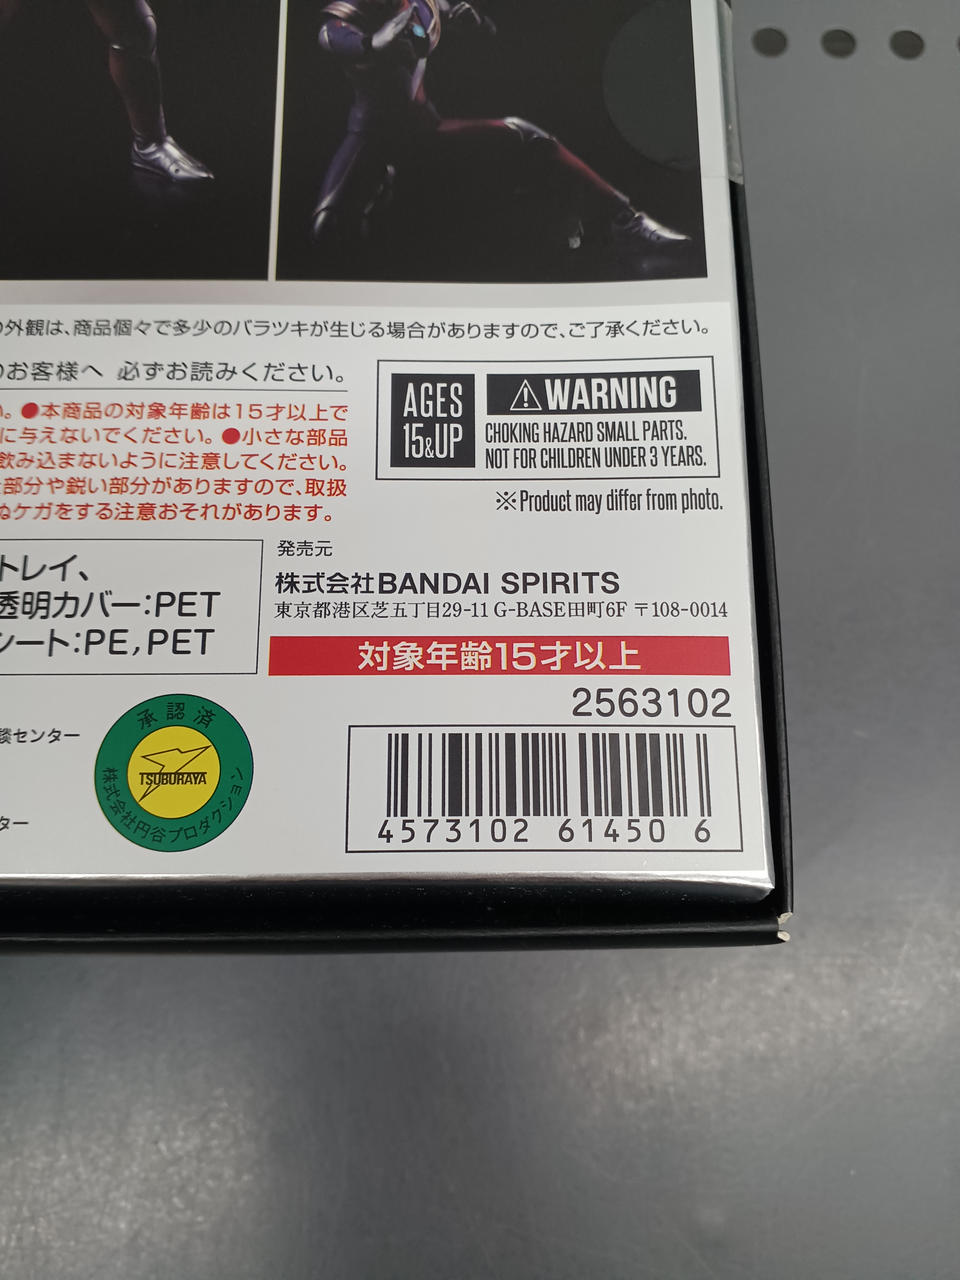 の外観は、商品個々で多少のバラツキが生じる場合がありますので、ご了承ください。
のお客様へ 必ずお読みください。
い。●本商品の対象年齢は15才以上で
に与えないでください。●小さな部品
飲み込まないように注意してください。
部分や鋭い部分がありますので、取扱
ぬケガをする注意おそれがあります。
AGES
15&UP
⚠WARNING
CHOKING HAZARD SMALL PARTS.
NOT FOR CHILDREN UNDER 3 YEARS.
※Product may differ from photo.
トレイ、
透明カバー:PET
シート:PE,PET
発売元
株式会社BANDAI SPIRITS
東京都港区芝五丁目29-11 G-BASE田町6F 〒108-0014
対象年齢15才以上
2563102
4573102 61450 6
談センター
ター
承認済
TSUBURAYA
株式会社円谷プロダクション